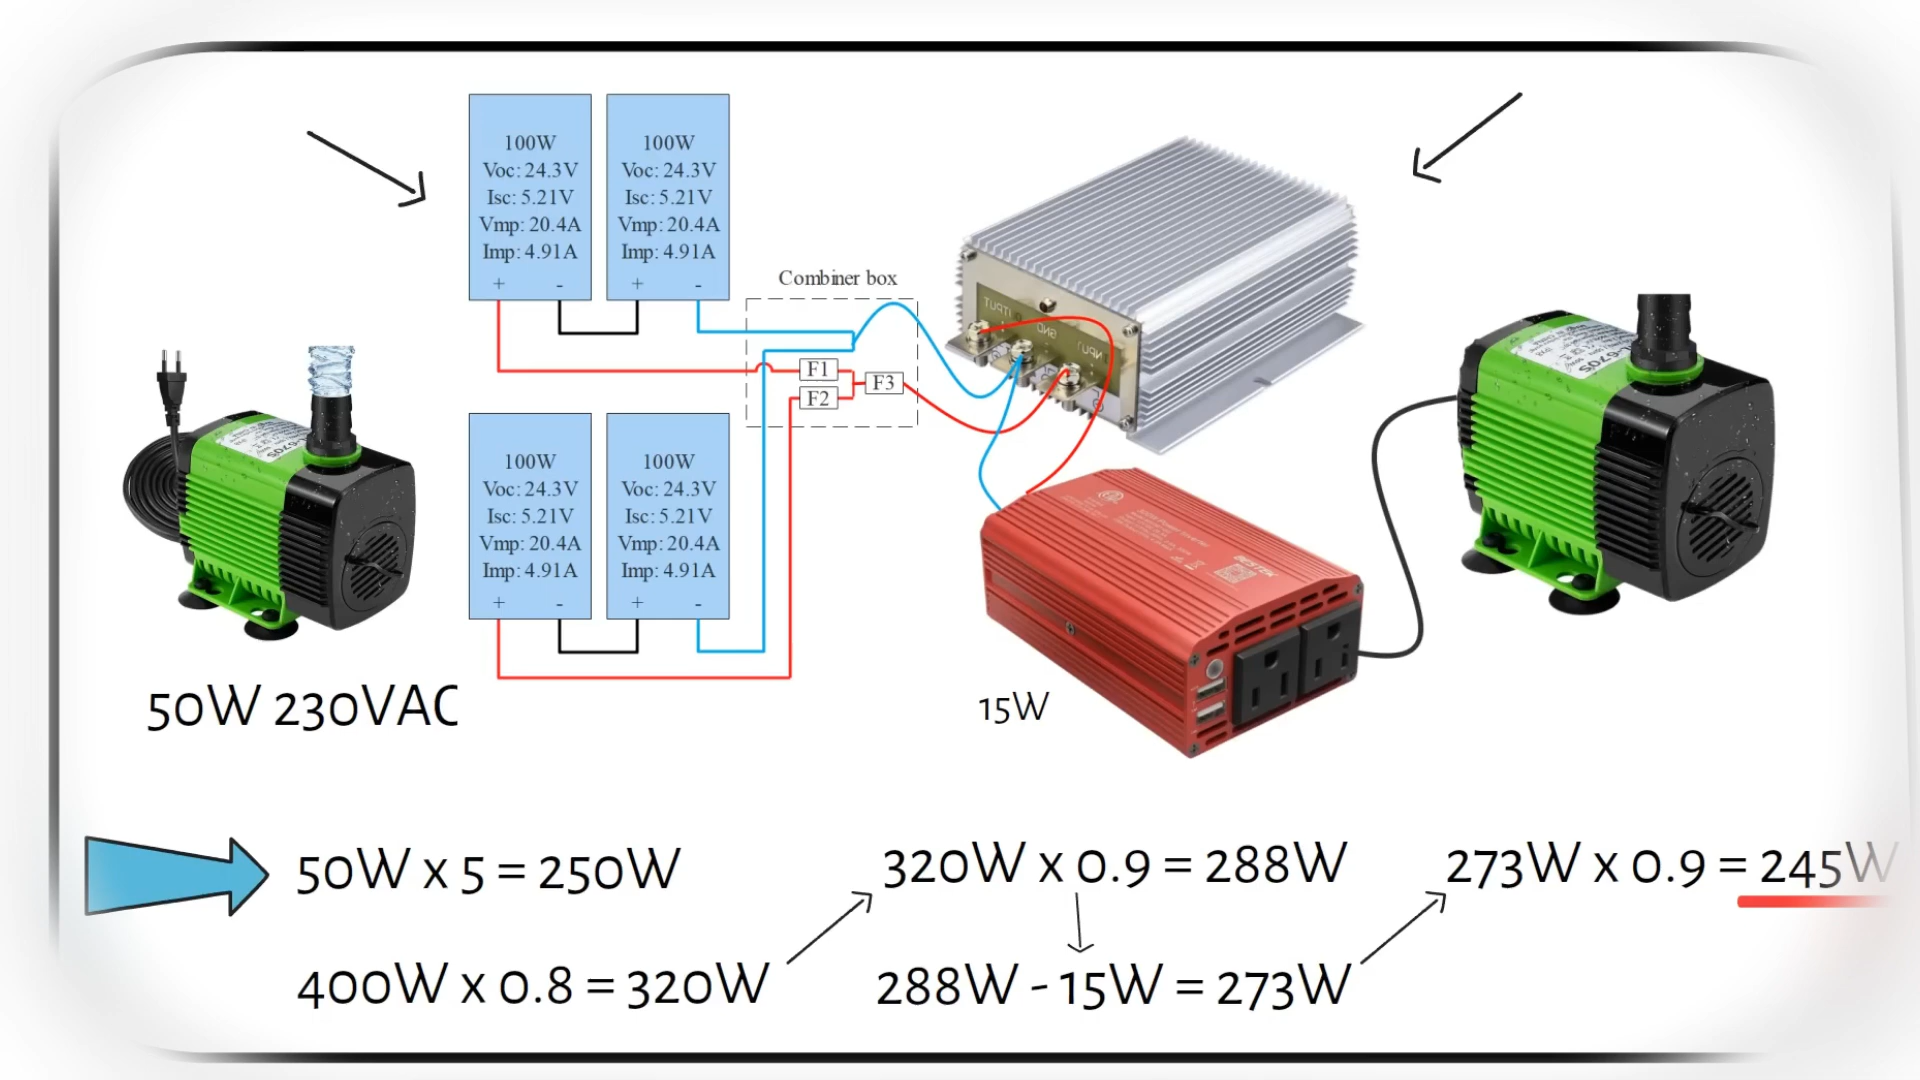 100W
Voc: 24.3V
Isc: 5.21V
Vmp: 20.4A
Imp: 4.91A
+ -
100W
Voc: 24.3V
Isc: 5.21V
Vmp: 20.4A
Imp: 4.91A
+ -
Combiner box
F1
F2
F3
GND
100W
Voc: 24.3V
Isc: 5.21V
Vmp: 20.4A
Imp: 4.91A
+ -
100W
Voc: 24.3V
Isc: 5.21V
Vmp: 20.4A
Imp: 4.91A
+ -
BESTEK
50W 230VAC
15W
50W x 5 = 250W
400W x 0.8 = 320W
320W x 0.9 = 288W
288W - 15W = 273W
273W x 0.9 = 245W